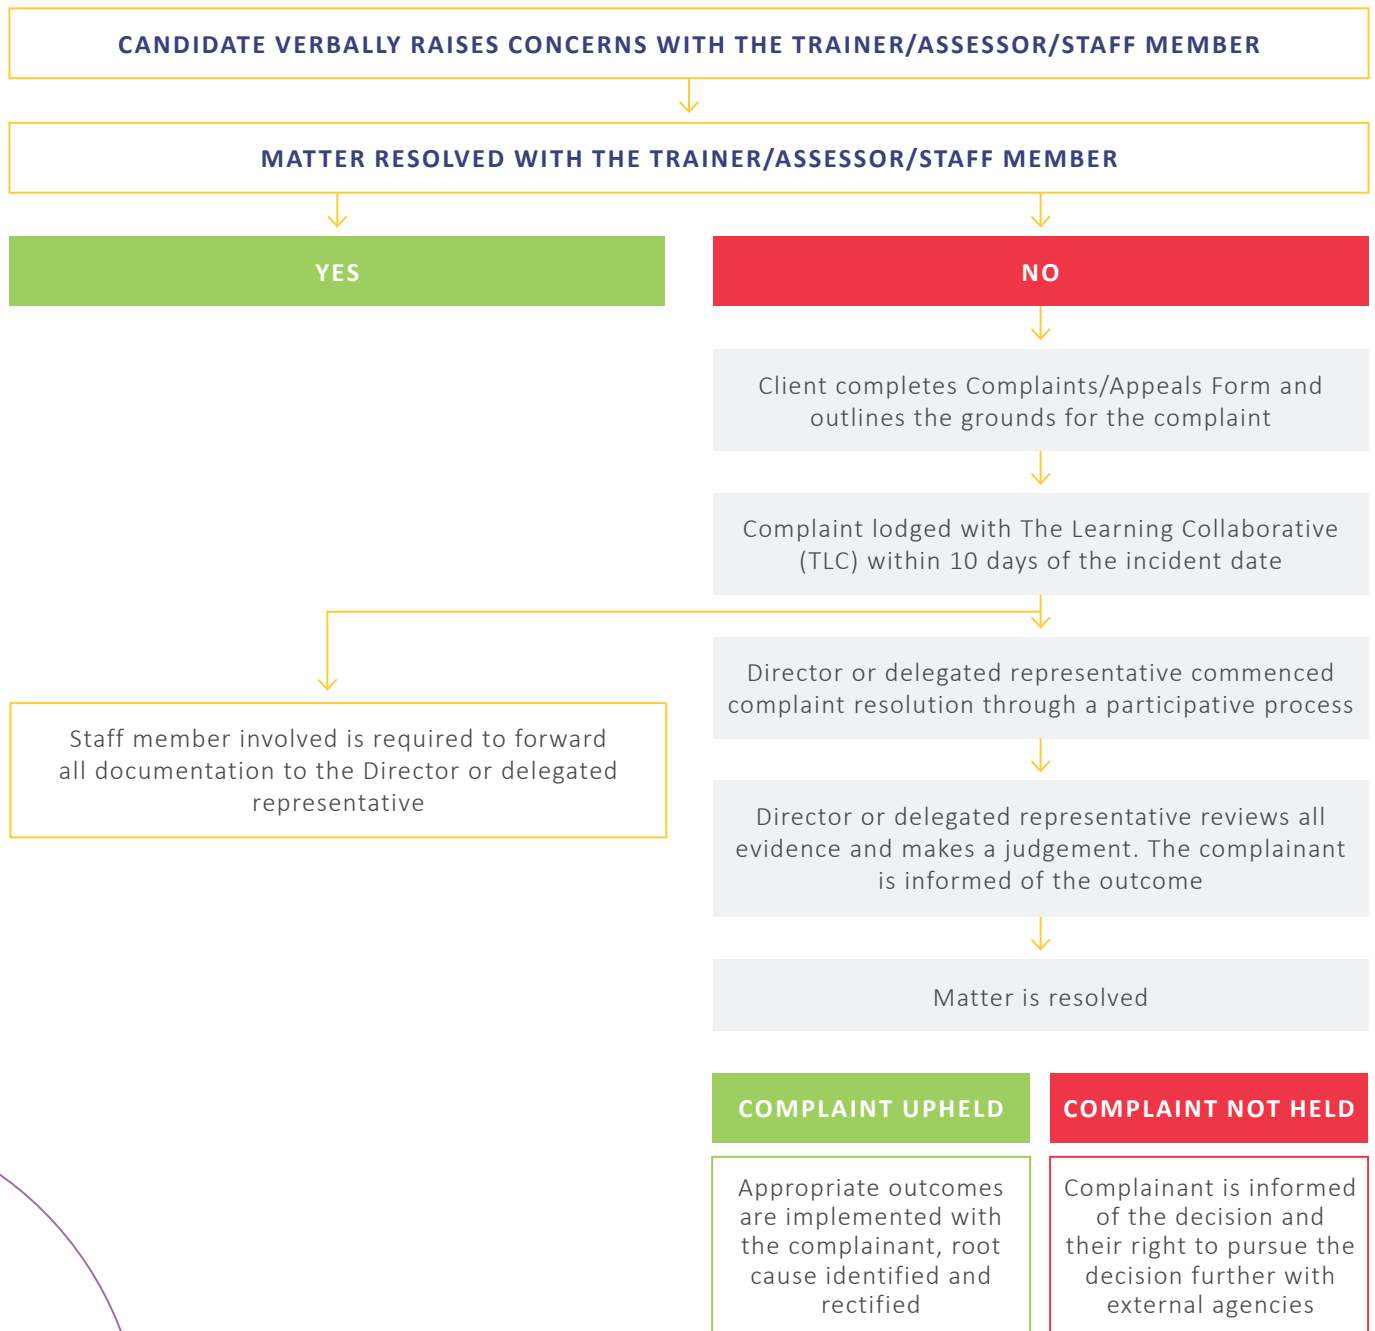 CANDIDATE VERBALLY RAISES CONCERNS WITH THE TRAINER/ASSESSOR/STAFF MEMBER
MATTER RESOLVED WITH THE TRAINER/ASSESSOR/STAFF MEMBER
YES
NO
Client completes Complaints/Appeals Form and
outlines the grounds for the complaint
Complaint lodged with The Learning Collaborative
(TLC) within 10 days of the incident date
Director or delegated representative commenced
complaint resolution through a participative process
Staff member involved is required to forward
all documentation to the Director or delegated
representative
Director or delegated representative reviews all
evidence and makes a judgement. The complainant
is informed of the outcome
Matter is resolved
COMPLAINT UPHELD
Appropriate outcomes
are implemented with
the complainant, root
cause identified and
rectified
COMPLAINT NOT HELD
Complainant is informed
of the decision and
their right to pursue the
decision further with
external agencies